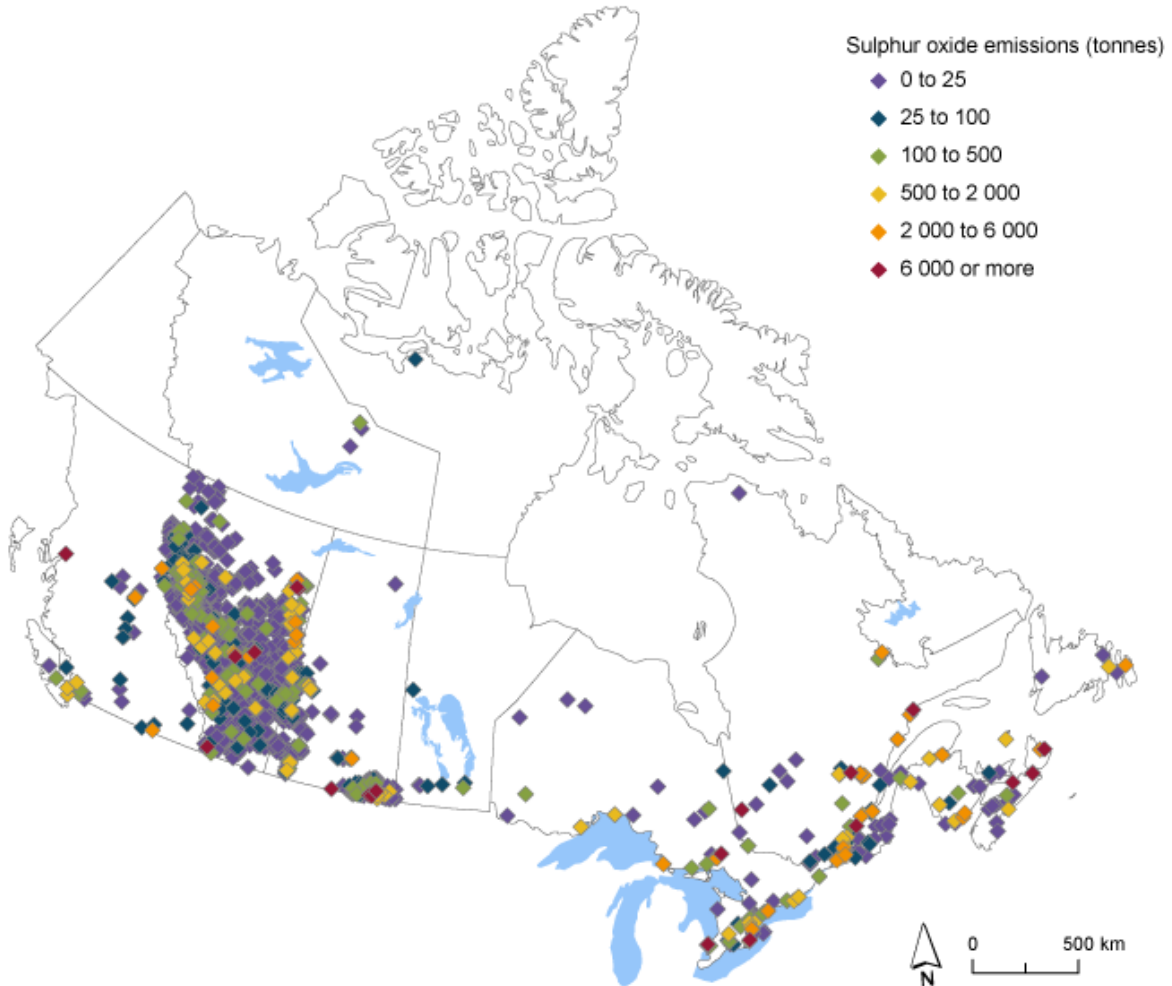 Sulphur oxide emissions (tonnes)
0 to 25
25 to 100
100 to 500
500 to 2 000
2 000 to 6 000
6 000 or more
0 500 km
N